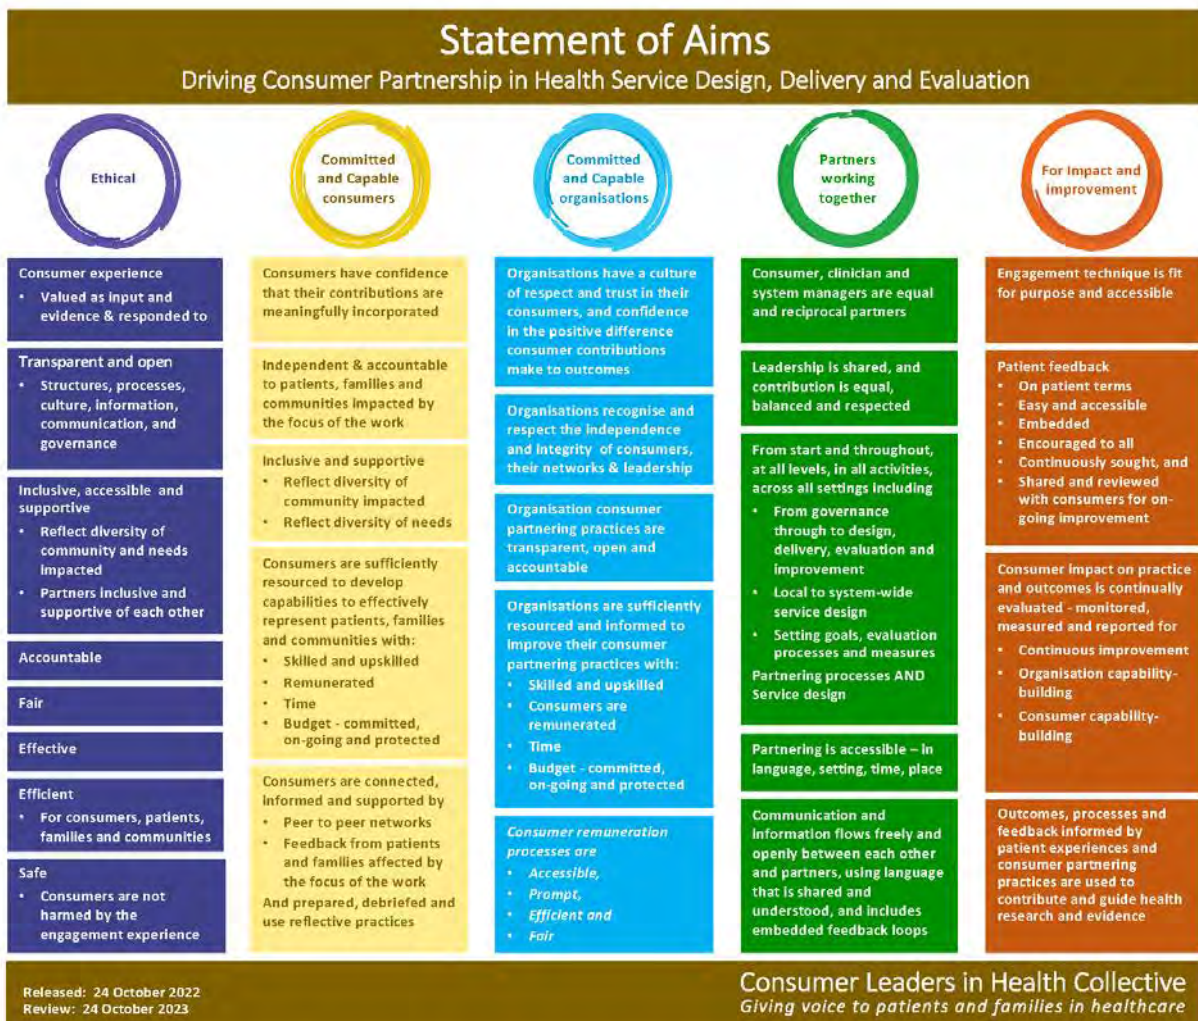 Statement of Aims
Driving Consumer Partnership in Health Service Design, Delivery and Evaluation
Ethical
Consumer experience
• Valued as input and
evidence & responded to
Transparent and open
• Structures, processes,
culture, information,
communication, and
governance
Inclusive, accessible and
supportive
• Reflect diversity of
community and needs
impacted
• Partners inclusive and
supportive of each other
Accountable
Fair
Effective
Efficient
• For consumers, patients,
families and communities
Safe
• Consumers are not
harmed by the
engagement experience
Committed
and Capable
consumers
Consumers have confidence
that their contributions are
meaningfully incorporated
Independent & accountable
to patients, families and
communities impacted by
the focus of the work
Inclusive and supportive
• Reflect diversity of
community impacted
• Reflect diversity of needs
Consumers are sufficiently
resourced to develop
capabilities to effectively
represent patients, families
and communities with:
• Skilled and upskilled
• Remunerated
• Time
• Budget - committed,
on-going and protected
Consumers are connected,
informed and supported by
• Peer to peer networks
• Feedback from patients
and families affected by
the focus of the work
And prepared, debriefed and
use reflective practices
Committed
and Capable
organisations
Organisations have a culture
of respect and trust in their
consumers, and confidence
in the positive difference
consumer contributions
make to outcomes
Organisations recognise and
respect the independence
and integrity of consumers,
their networks & leadership
Organisation consumer
partnering practices are
transparent, open and
accountable
Organisations are sufficiently
resourced and informed to
improve their consumer
partnering practices with:
• Skilled and upskilled
• Consumers are
remunerated
• Time
• Budget - committed,
on-going and protected
Consumer remuneration
processes are
• Accessible,
• Prompt,
• Efficient and
• Fair
Partners
working
together
Consumer, clinician and
system managers are equal
and reciprocal partners
Leadership is shared, and
contribution is equal,
balanced and respected
From start and throughout,
at all levels, in all activities,
across all settings including
• From governance
through to design,
delivery, evaluation and
improvement
• Local to system-wide
service design
• Setting goals, evaluation
processes and measures
Partnering processes AND
Service design
Partnering is accessible – in
language, setting, time, place
Communication and
information flows freely and
openly between each other
and partners, using language
that is shared and
understood, and includes
embedded feedback loops
For Impact and
improvement
Engagement technique is fit
for purpose and accessible
Patient feedback
• On patient terms
• Easy and accessible
• Embedded
• Encouraged to all
• Continuously sought, and
• Shared and reviewed
with consumers for on-
going improvement
Consumer impact on practice
and outcomes is continually
evaluated - monitored,
measured and reported for
• Continuous improvement
• Organisation capability-
building
• Consumer capability-
building
Outcomes, processes and
feedback informed by
patient experiences and
consumer partnering
practices are used to
contribute and guide health
research and evidence
Released: 24 October 2022
Review: 24 October 2023
Consumer Leaders in Health Collective
Giving voice to patients and families in healthcare